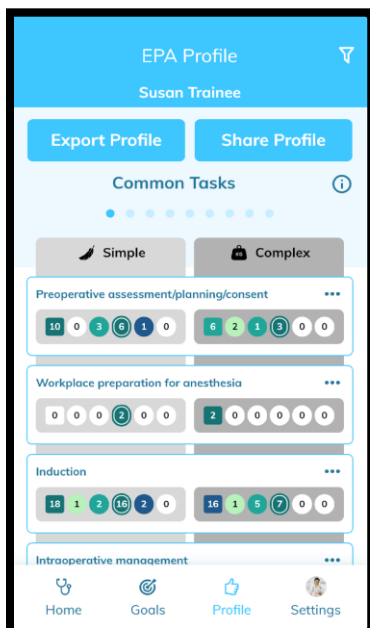 EPA Profile
Susan Trainee
Export Profile Share Profile
Common Tasks
Simple Complex
KG
Preoperative assessment/planning/consent
10 0 3 6 1 0 6 2 1 3 0 0
Workplace preparation for anesthesia
0 0 0 2 0 0 2 0 0 0 0 0
Induction
18 1 2 16 2 0 16 1 5 7 0 0
Intraoperative management
Home Goals Profile Settings